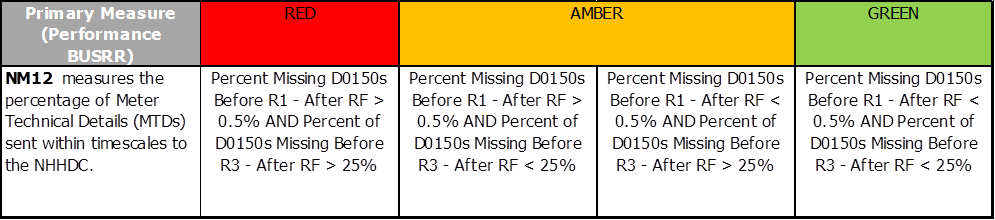 Primary Measure
(Performance
BUSRR)
RED
AMBER
GREEN
NM12 measures the
percentage of Meter
Technical Details (MTDs)
sent within timescales to
the NHHDC.
Percent Missing D0150s
Before R1 - After RF >
0.5% AND Percent of
D0150s Missing Before
R3 - After RF > 25%
Percent Missing D0150s
Before R1 - After RF >
0.5% AND Percent of
D0150s Missing Before
R3 - After RF < 25%
Percent Missing D0150s
Before R1 - After RF <
0.5% AND Percent of
D0150s Missing Before
R3 - After RF > 25%
Percent Missing D0150s
Before R1 - After RF <
0.5% AND Percent of
D0150s Missing Before
R3 - After RF < 25%